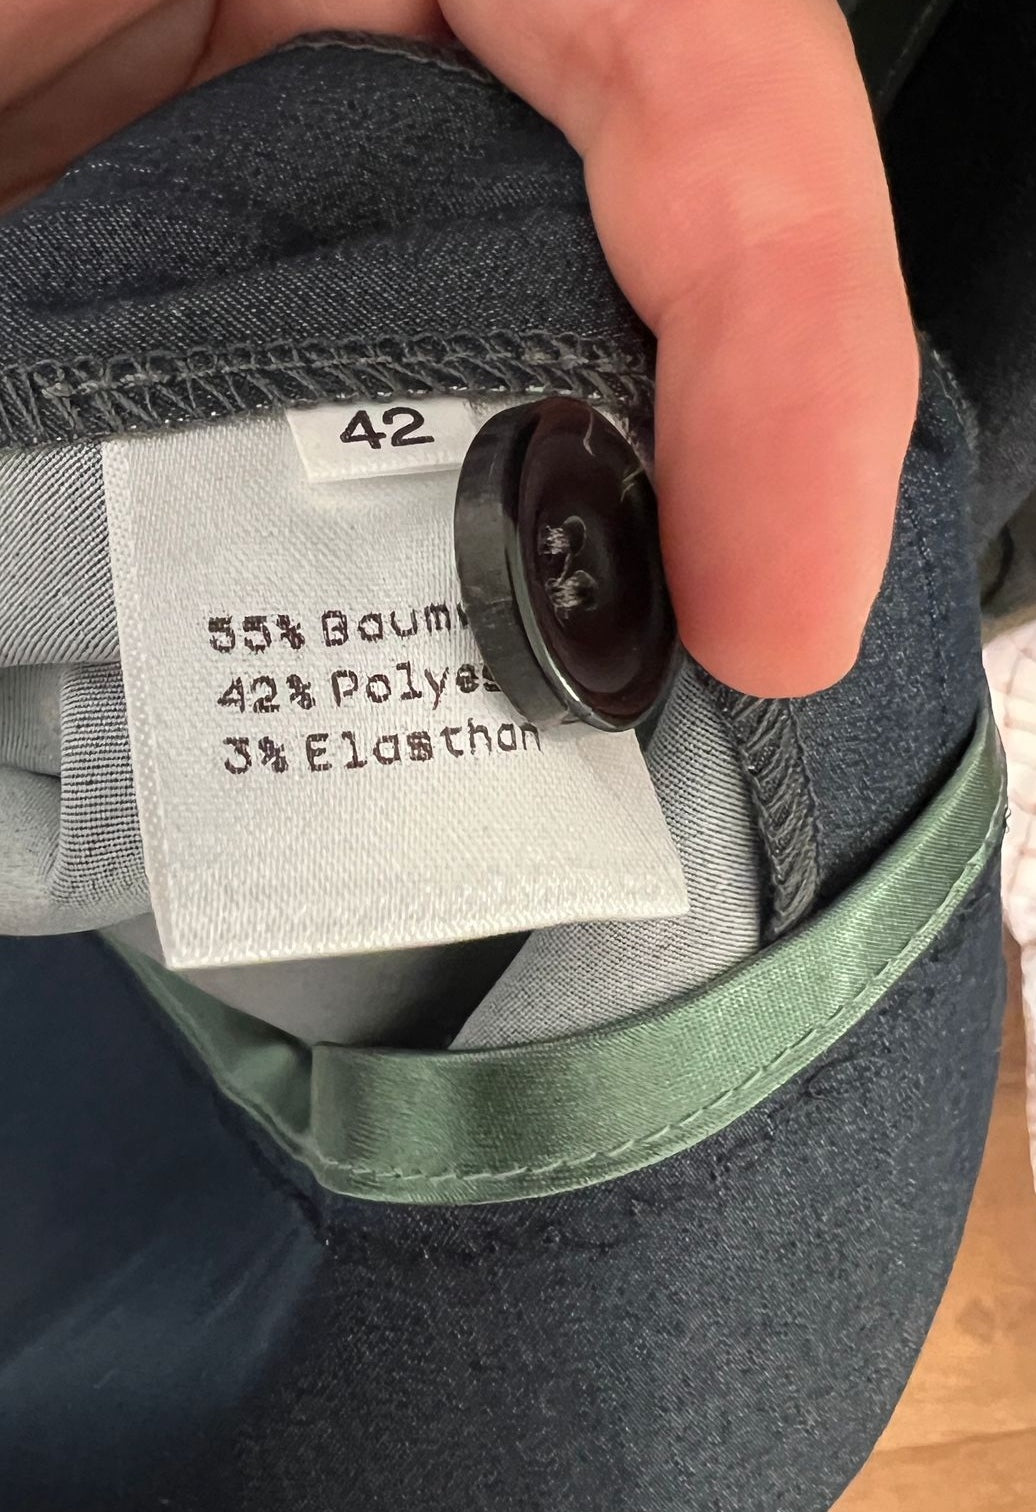 42
55% Baum
42% Polyes
3% Elasthan